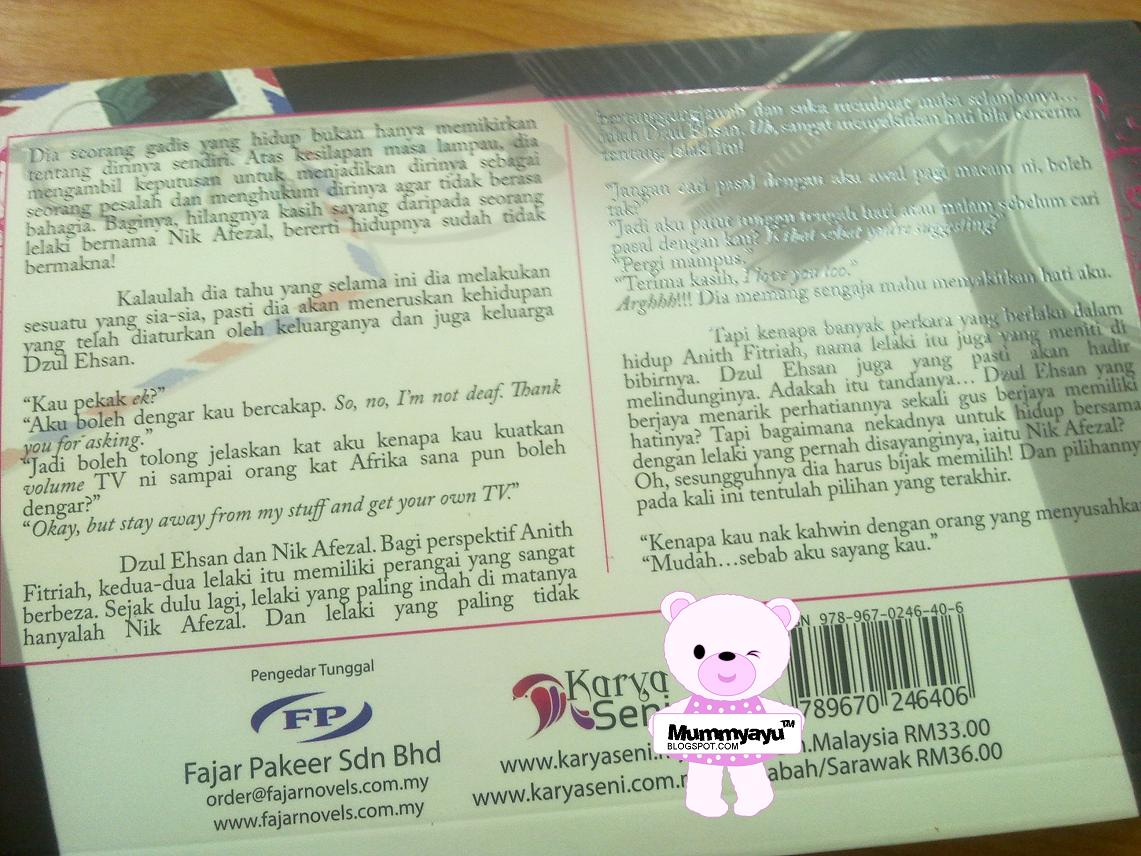 Dia seorang gadis yang hidup bukan hanya memikirkan
tentang dirinya sendiri. Atas kesilapan masa lampau, dia
mengambil keputusan untuk menjadikan dirinya sebagai
seorang pesalah dan menghukum dirinya agar tidak berasa
bahagia. Baginya, hilangnya kasih sayang daripada seorang
lelaki bernama Nik Afezal, bererti hidupnya sudah tidak
bermakna!
Kalaulah dia tahu yang selama ini dia melakukan
sesuatu yang sia-sia, pasti dia akan meneruskan kehidupan
yang telah diaturkan oleh keluarganya dan juga keluarga
Dzul Ehsan.
“Kau pekak ek?”
“Aku boleh dengar kau bercakap. So, no, I'm not deaf. Thank
you for asking.”
“Jadi boleh tolong jelaskan kat aku kenapa kau kuatkan
volume TV ni sampai orang kat Afrika sana pun boleh
dengar?”
“Okay, but stay away from my stuff and get your own TV.”
Dzul Ehsan dan Nik Afezal. Bagi perspektif Anith
Fitriah, kedua-dua lelaki itu memiliki perangai yang sangat
berbeza. Sejak dulu lagi, lelaki yang paling indah di matanya
hanyalah Nik Afezal. Dan lelaki yang paling tidak
bertanggungjawab dan suka membuat muka selambanya...
ialah Dzul Ehsan. Uh, sangat menyakitkan hati bila bercerita
tentang lelaki itu!
“Jangan cari pasal dengan aku awal pagi macam ni, boleh
tak?”
“Jadi aku patut tunggu tengah hari atau malam sebelum cari
pasal dengan kau? Is that what you're suggesting?”
“Pergi mampus.”
“Terima kasih, I love you too.”
Arghhh!!! Dia memang sengaja mahu menyakitkan hati aku.
Tapi kenapa banyak perkara yang berlaku dalam
hidup Anith Fitriah, nama lelaki itu juga yang meniti di
bibirnya. Dzul Ehsan juga yang pasti akan hadir
melindunginya. Adakah itu tandanya... Dzul Ehsan yang
berjaya menarik perhatiannya sekali gus berjaya memiliki
hatinya? Tapi bagaimana nekadnya untuk hidup bersama
dengan lelaki yang pernah disayanginya, iaitu Nik Afezal?
Oh, sesungguhnya dia harus bijak memilih! Dan pilihanny
pada kali ini tentulah pilihan yang terakhir.
“Kenapa kau nak kahwin dengan orang yang menyusahka
“Mudah...sebab aku sayang kau.”
Pengedar Tunggal
FP
Fajar Pakeer Sdn Bhd
order@fajarnovels.com.my
www.fajarnovels.com.my
Karya
Seni
www.karyaseni.
www.karyaseni.com.
N 978-967-0246-40-6
789670 246406
.Malaysia RM33.00
abah/Sarawak RM36.00
Mummyayu™
BLOGSPOT.COM